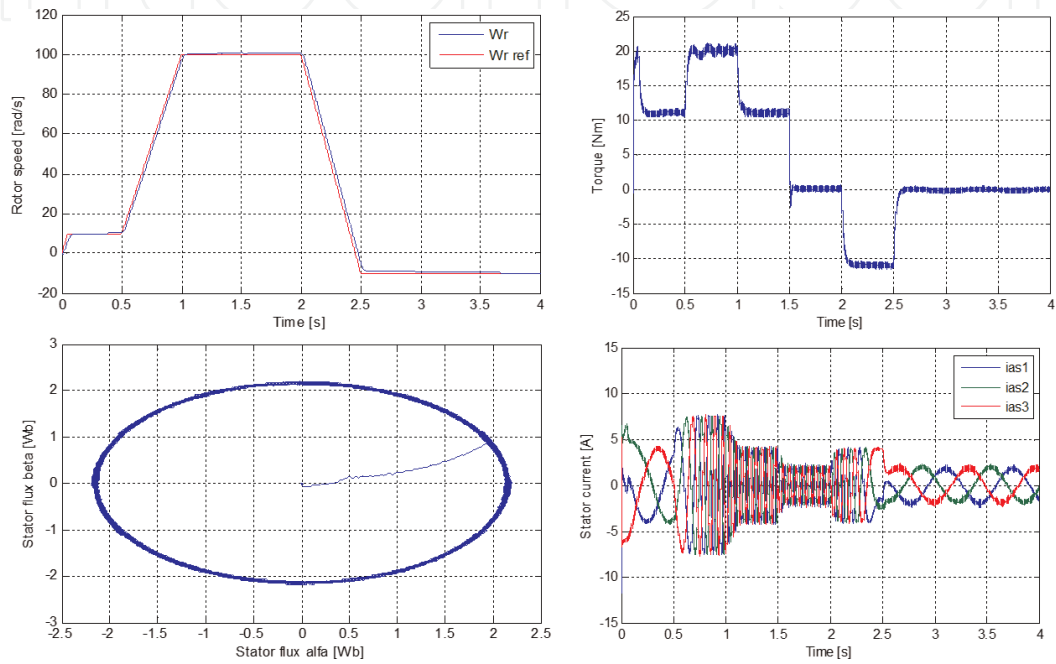 120
100
80
60
40
20
0
-20
Rotor speed [rad/s]
Wr
Wr ref
0 0.5 1 1.5 2 2.5 3 3.5 4
Time [s]
25
20
15
10
5
0
-5
-10
-15
Torque [Nm]
0 0.5 1 1.5 2 2.5 3 3.5 4
Time [s]
3
2
1
0
-1
-2
-3
Stator flux beta [Wb]
-2.5 -2 -1.5 -1 -0.5 0 0.5 1 1.5 2 2.5
Stator flux alfa [Wb]
15
10
5
0
-5
-10
-15
Stator current [A]
ias1
ias2
ias3
0 0.5 1 1.5 2 2.5 3 3.5 4
Time [s]